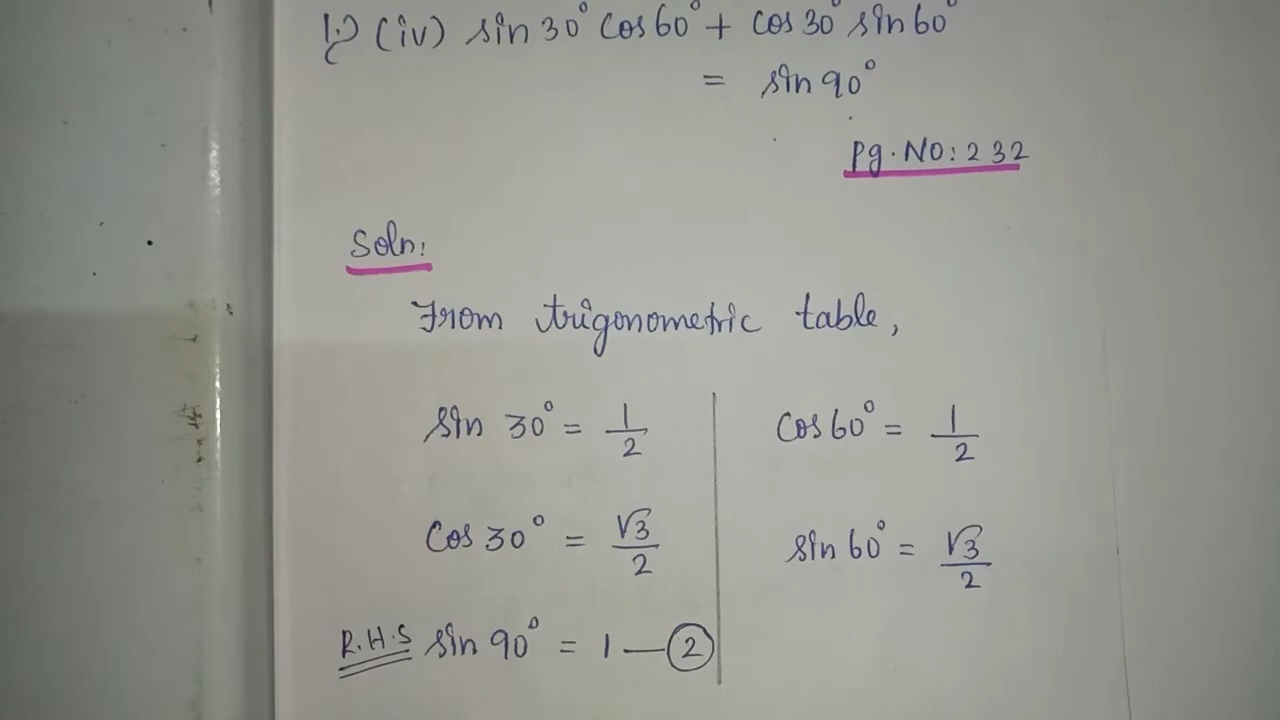 1.) (iv) sin 30° cos 60° + cos 30° sin 60°
= sin 90°
Pg. NO: 232
Soln:
From trigonometric table,
sin 30° = 1/2
cos 60° = 1/2
cos 30° = √3/2
sin 60° = √3/2
R.H.S sin 90° = 1 — ②